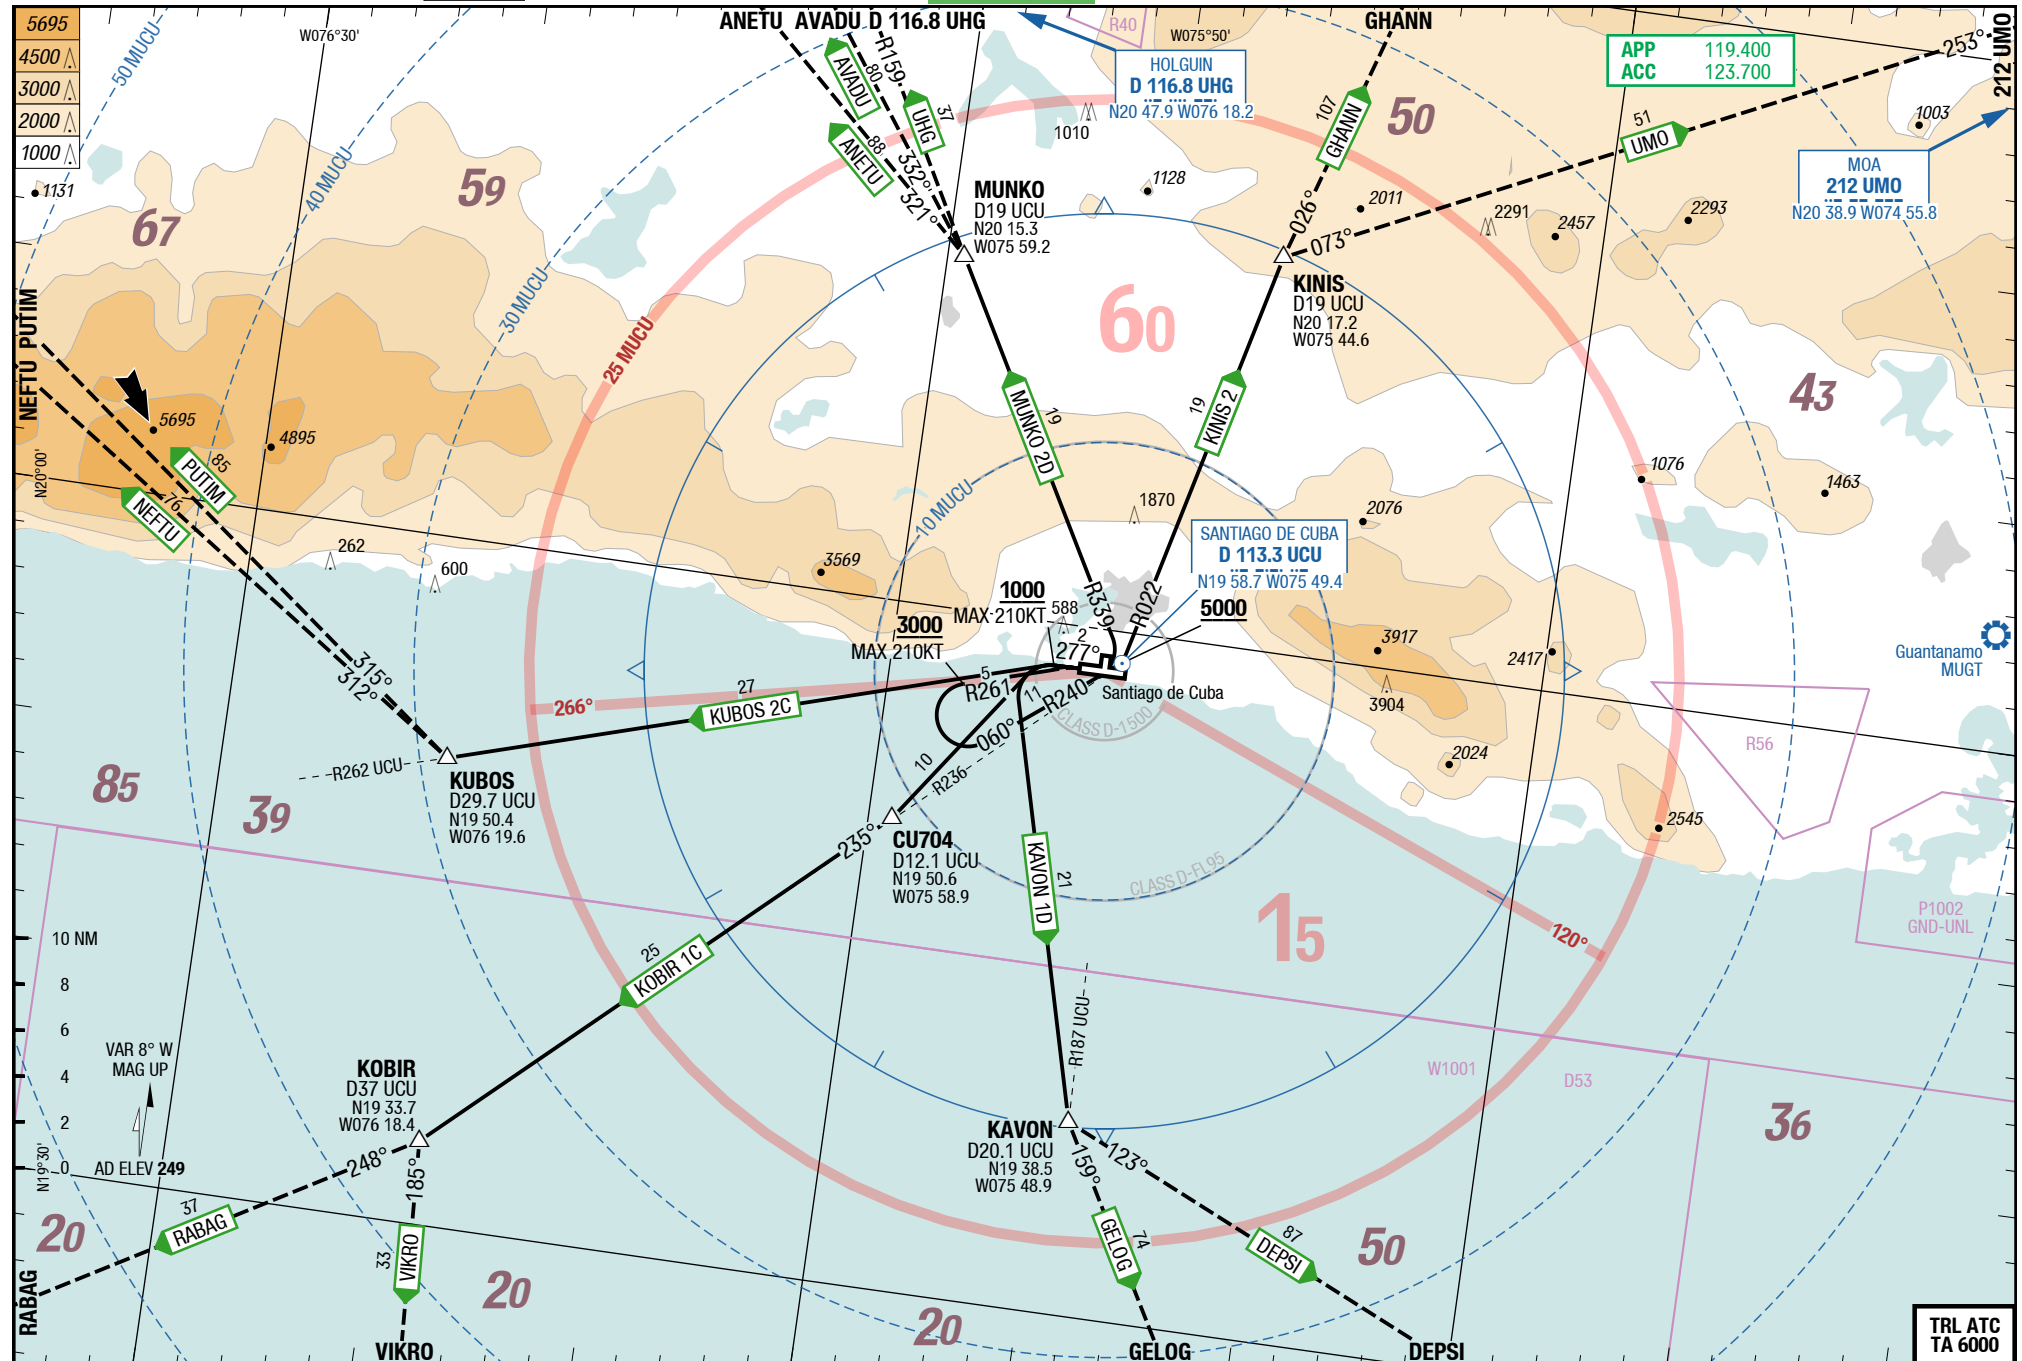 5695
4500
3000
2000
1000
50 MUCU
W076°30'
ANETU
AVADU
D 116.8 UHG
W075°50'
R40
GHANN
HOLGUIN
D 116.8 UHG
N20 47.9 W076 18.2
APP 119.400
ACC 123.700
253°
212 UMO
AVADU
80
R159
UHG
37
ANETU
88
332°
321°
1010
107
GHANN
50
51
UMO
1003
MOA
212 UMO
N20 38.9 W074 55.8
1131
67
59
40 MUCU
1128
2011
2291
2457
2293
MUNKO
D19 UCU
N20 15.3
W075 59.2
026°
073°
KINIS
D19 UCU
N20 17.2
W075 44.6
30 MUCU
25 MUCU
60
43
PUTIM
NEFTU
5695
4895
PUTIM
85
NEFTU
76
N20°00'
MUNKO 2D
19
KINIS 2
19
10 MUCU
1870
2076
1076
1463
SANTIAGO DE CUBA
D 113.3 UCU
N19 58.7 W075 49.4
262
600
3569
1000
MAX 210KT
588
3000
MAX 210KT
5000
R339
R022
2
277°
3917
2417
3904
Guantanamo
MUGT
315°
312°
266°
27
KUBOS 2C
5
R261
11
R240
060°
Santiago de Cuba
CLASS D-1500
R262 UCU
KUBOS
D29.7 UCU
N19 50.4
W076 19.6
10
R236
2024
R56
85
39
235°
CU704
D12.1 UCU
N19 50.6
W075 58.9
KAVON 1D
21
CLASS D-FL95
2545
15
120°
P1002
GND-UNL
10 NM
8
6
4
2
0
25
KOBIR 1C
R187 UCU
W1001
D53
VAR 8° W
MAG UP
AD ELEV 249
N19°30'
KOBIR
D37 UCU
N19 33.7
W076 18.4
248°
185°
KAVON
D20.1 UCU
N19 38.5
W075 48.9
159°
123°
36
20
37
RABAG
33
VIKRO
20
20
GELOG
74
87
DEPSI
50
RABAG
VIKRO
GELOG
DEPSI
TRL ATC
TA 6000